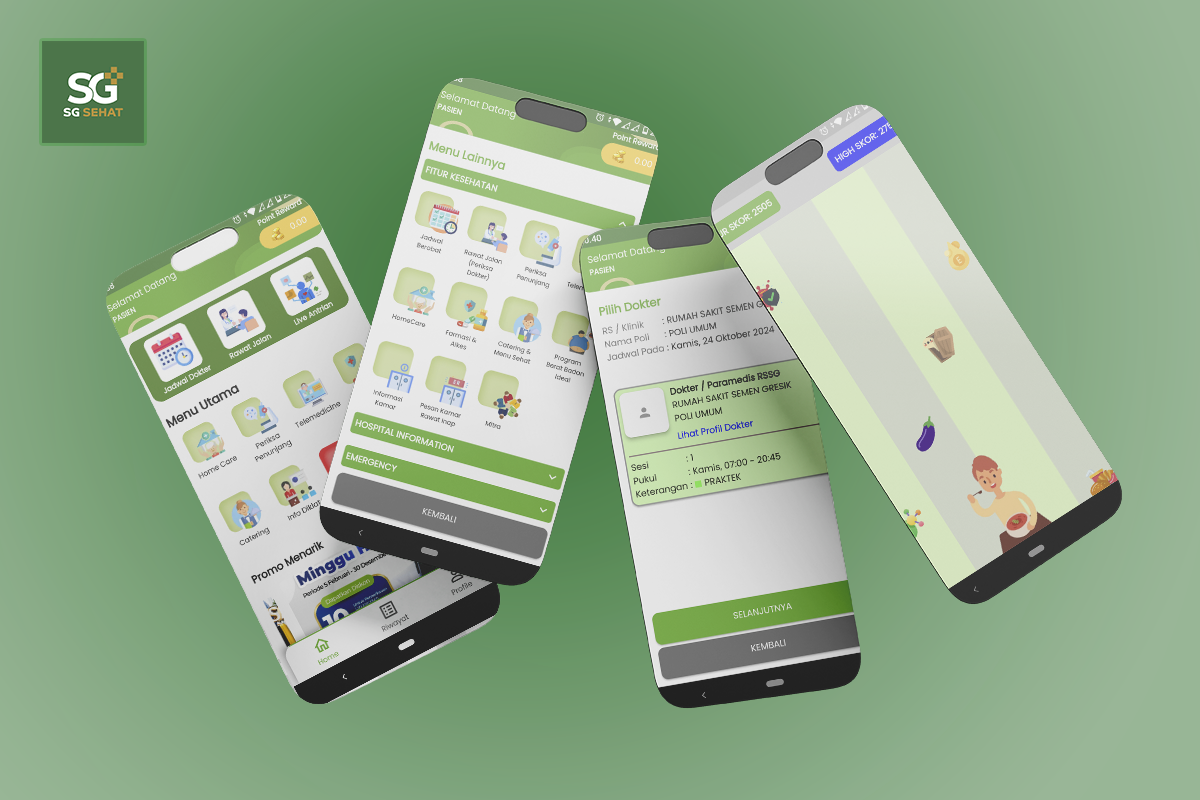 SG
SG SEHAT
Selamat Datang
PASIEN
Point Reward
0.00
Jadwal Dokter
Rawat Jalan
Live Antrian
Menu Utama
Home Care
Periksa
Penunjang
Telemedicine
Catering
Info Diklat
Promo Menarik
Minggu
Periode 5 Februari - 30 Desember
Dapatkan Diskon
10
Home
Riwayat
Profile
Selamat Datang
PASIEN
Point Reward
0.00
Menu Lainnya
FITUR KESEHATAN
Jadwal
Berobat
Rawat Jalan
(Periksa
Dokter)
Periksa
Penunjang
Telem
HomeCare
Farmasi &
Alkes
Catering &
Menu Sehat
Program
Berat Badan
Ideal
Informasi
Kamar
Pesan Kamar
Rawat Inap
Mitra
HOSPITAL INFORMATION
EMERGENCY
KEMBALI
0.40
Selamat Datang
PASIEN
Pilih Dokter
RS / Klinik : RUMAH SAKIT SEMEN G
Nama Poli : POLI UMUM
Jadwal Pada : Kamis, 24 Oktober 2024
Dokter / Paramedis RSSG
RUMAH SAKIT SEMEN GRESIK
POLI UMUM
Lihat Profil Dokter
Sesi : 1
Pukul : Kamis, 07:00 - 20:45
Keterangan : PRAKTEK
SELANJUTNYA
KEMBALI
R SKOR: 2505
HIGH SKOR: 275